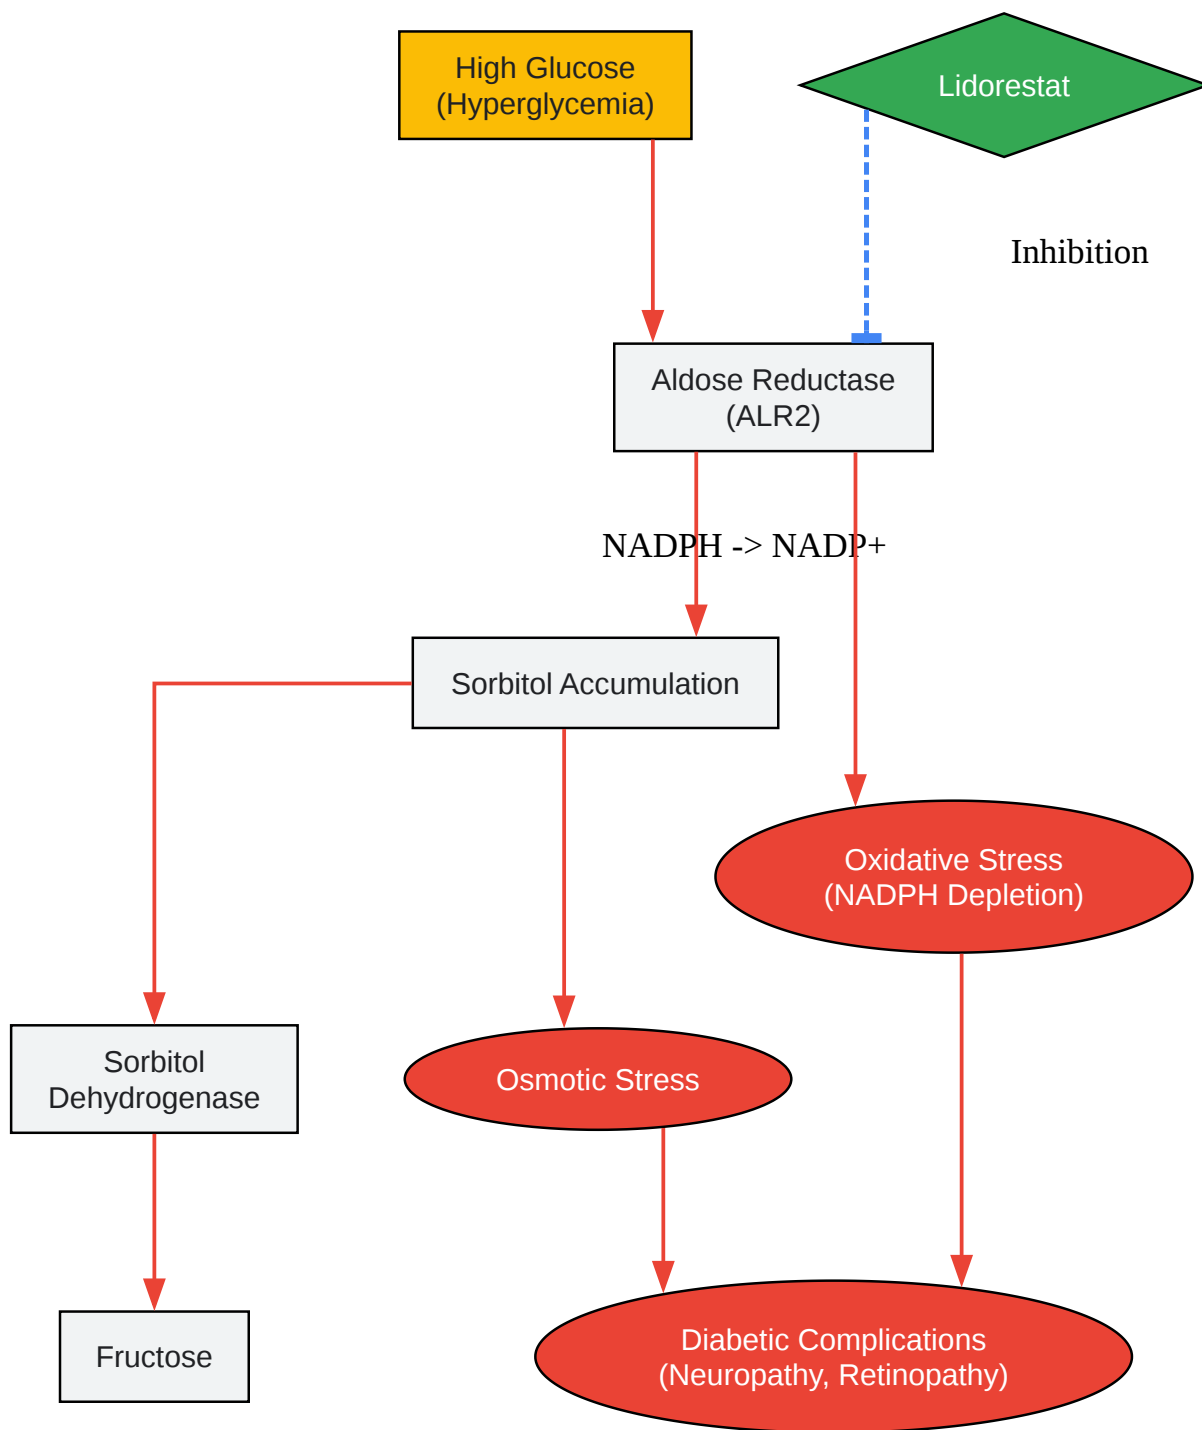 High Glucose
(Hyperglycemia)
Lidorestat
Inhibition
Aldose Reductase
(ALR2)
NADPH -> NADP+
Sorbitol Accumulation
Oxidative Stress
(NADPH Depletion)
Sorbitol
Dehydrogenase
Osmotic Stress
Fructose
Diabetic Complications
(Neuropathy, Retinopathy)